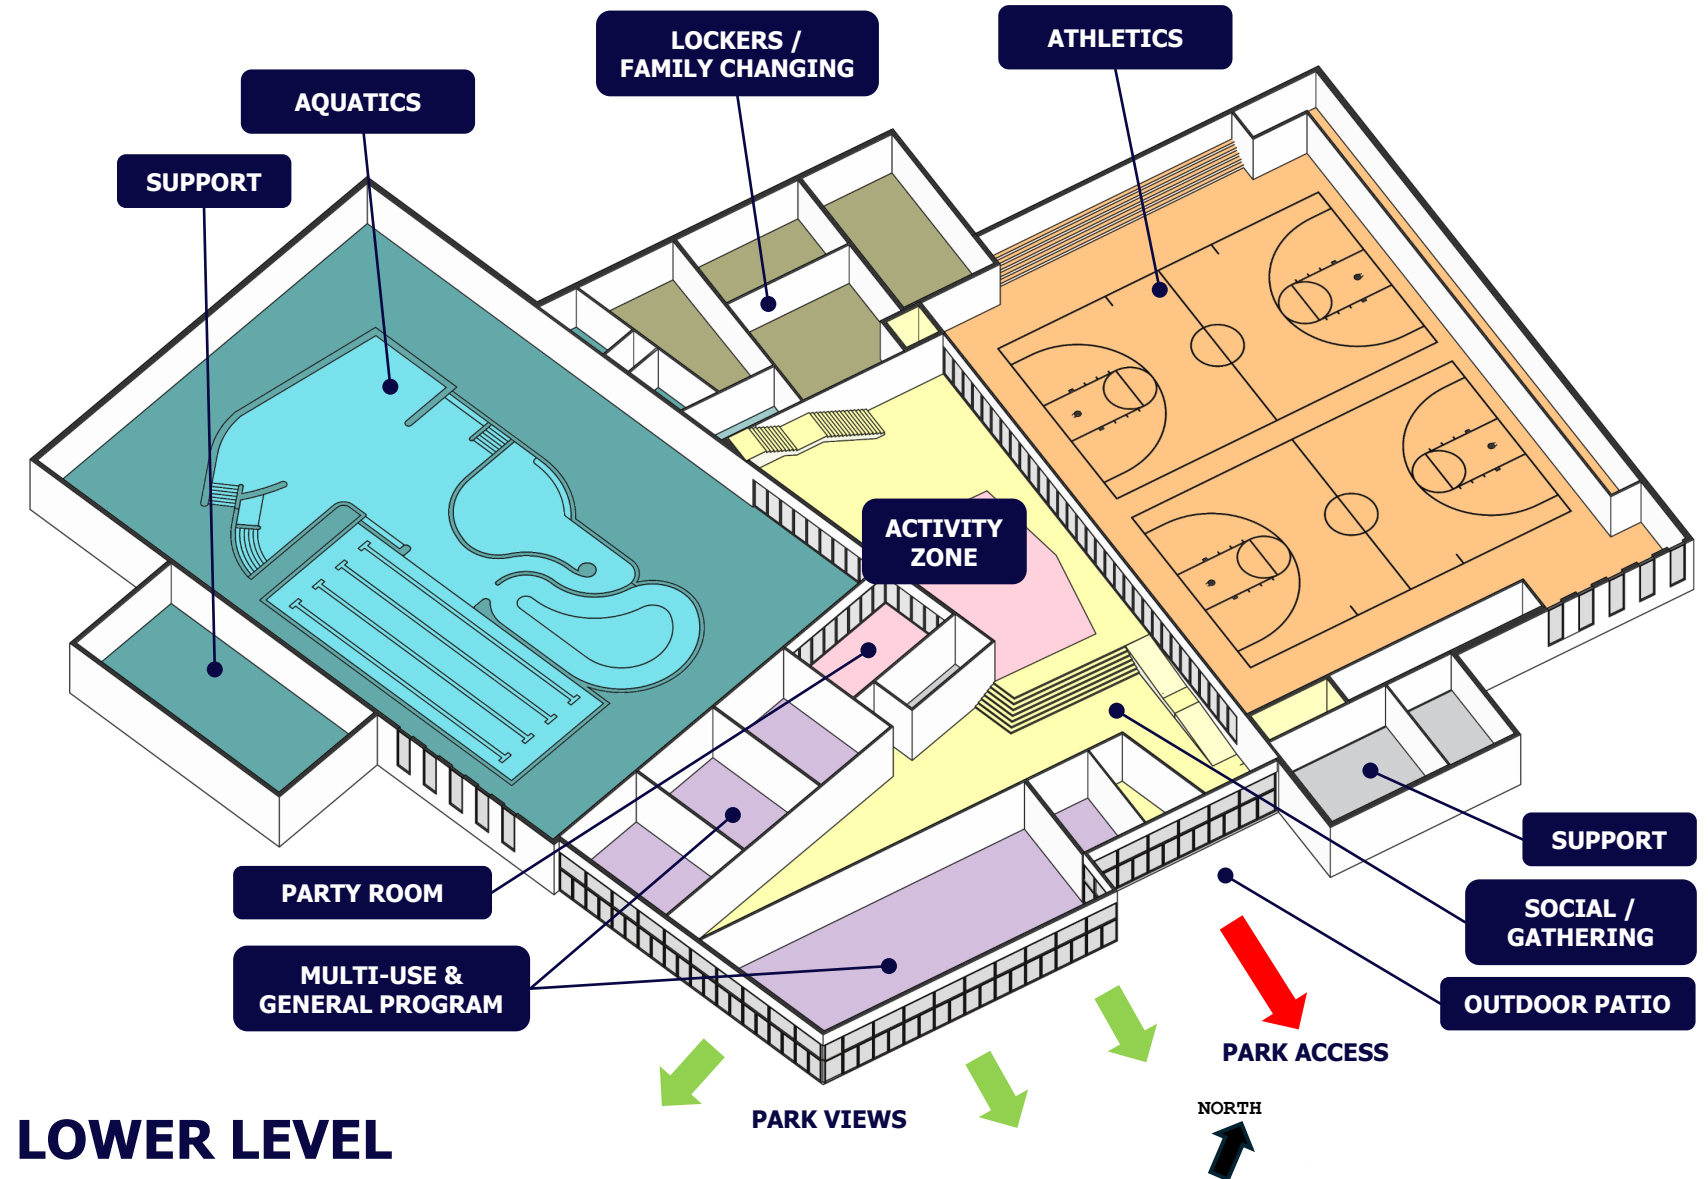 LOCKERS /
FAMILY CHANGING
ATHLETICS
AQUATICS
SUPPORT
ACTIVITY
ZONE
PARTY ROOM
MULTI-USE &
GENERAL PROGRAM
SUPPORT
SOCIAL /
GATHERING
OUTDOOR PATIO
PARK ACCESS
PARK VIEWS
NORTH
LOWER LEVEL